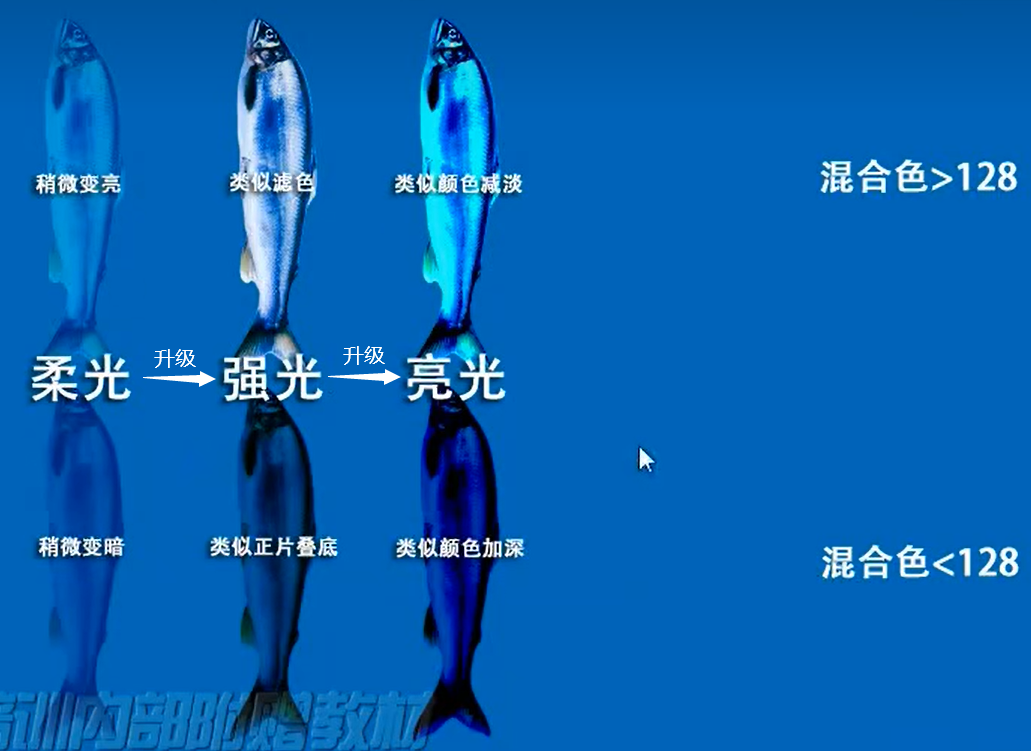 稍微变亮
类似滤色
类似颜色减淡
混合色>128
柔光
升级
强光
升级
亮光
稍微变暗
类似正片叠底
类似颜色加深
混合色<128
训内部附赠教材